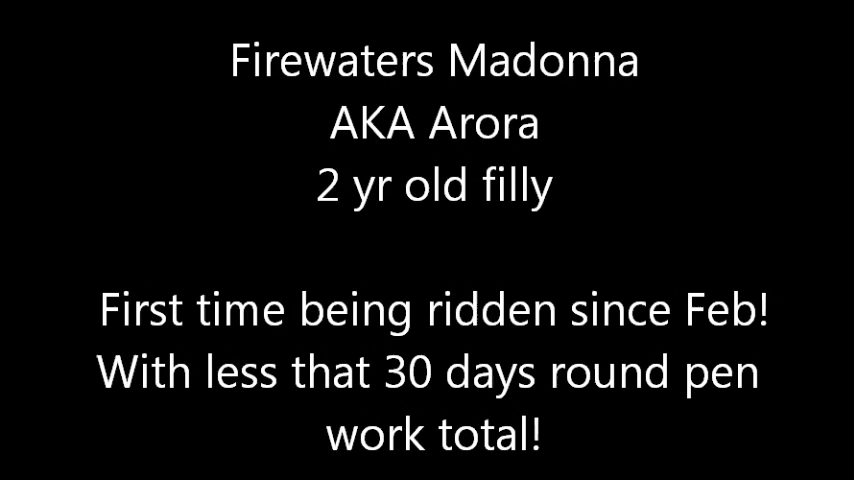 Firewaters Madonna
AKA Arora
2 yr old filly
First time being ridden since Feb!
With less that 30 days round pen
work total!